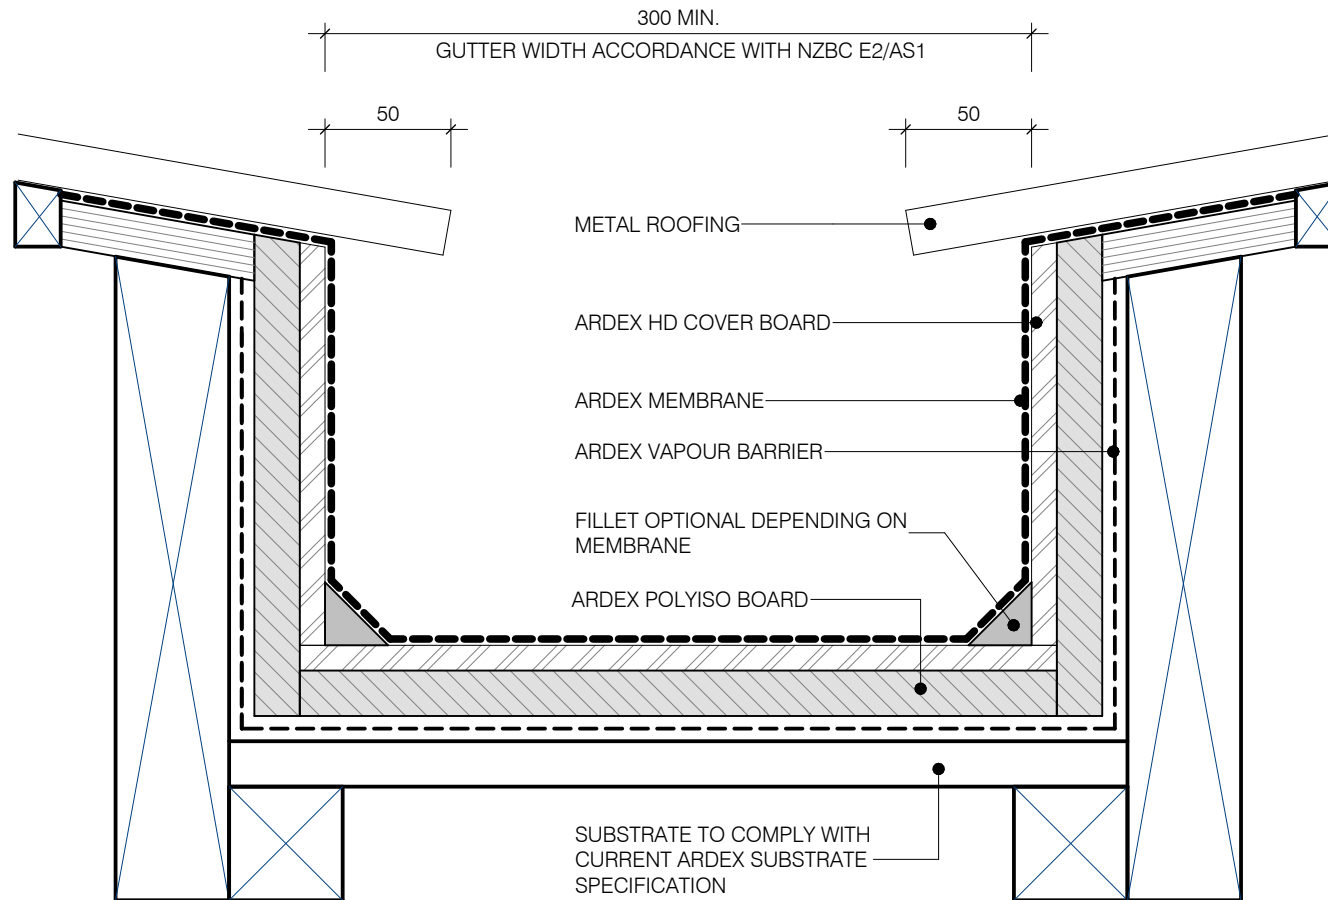 300 MIN.
GUTTER WIDTH ACCORDANCE WITH NZBC E2/AS1
50
50
METAL ROOFING
ARDEX HD COVER BOARD
ARDEX MEMBRANE
ARDEX VAPOUR BARRIER
FILLET OPTIONAL DEPENDING ON
MEMBRANE
ARDEX POLYISO BOARD
SUBSTRATE TO COMPLY WITH
CURRENT ARDEX SUBSTRATE
SPECIFICATION